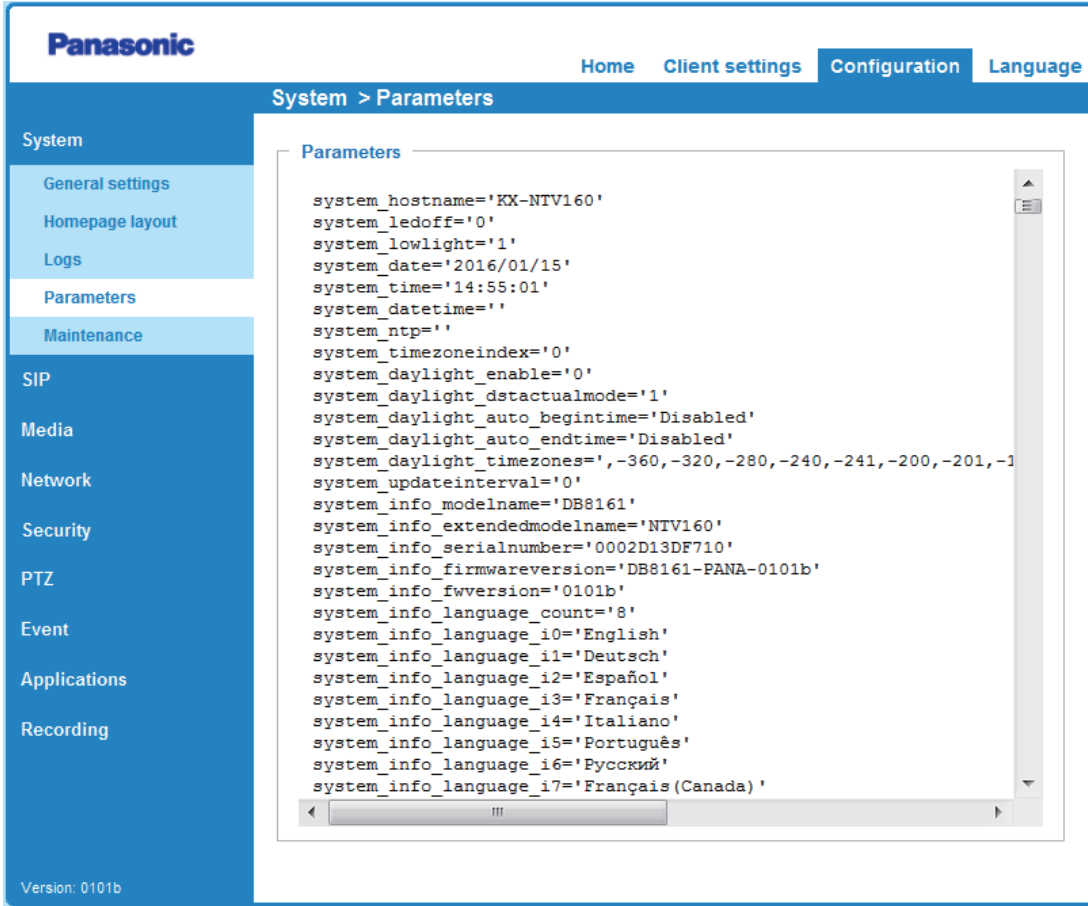 Panasonic
Home Client settings Configuration Language
System > Parameters
System
General settings
Homepage layout
Logs
Parameters
Maintenance
SIP
Media
Network
Security
PTZ
Event
Applications
Recording
Version: 0101b
Parameters
system_hostname='KX-NTV160'
system_ledoff='0'
system_lowlight='1'
system_date='2016/01/15'
system_time='14:55:01'
system_datetime=''
system_ntp=''
system_timezoneindex='0'
system_daylight_enable='0'
system_daylight_dstactualmode='1'
system_daylight_auto_begintime='Disabled'
system_daylight_auto_endtime='Disabled'
system_daylight_timezones=',-360,-320,-280,-240,-241,-200,-201,-1
system_updateinterval='0'
system_info_modelname='DB8161'
system_info_extendedmodelname='NTV160'
system_info_serialnumber='0002D13DF710'
system_info_firmwareversion='DB8161-PANA-0101b'
system_info_fwversion='0101b'
system_info_language_count='8'
system_info_language_i0='English'
system_info_language_i1='Deutsch'
system_info_language_i2='Español'
system_info_language_i3='Français'
system_info_language_i4='Italiano'
system_info_language_i5='Português'
system_info_language_i6='Русский'
system_info_language_i7='Français(Canada)'